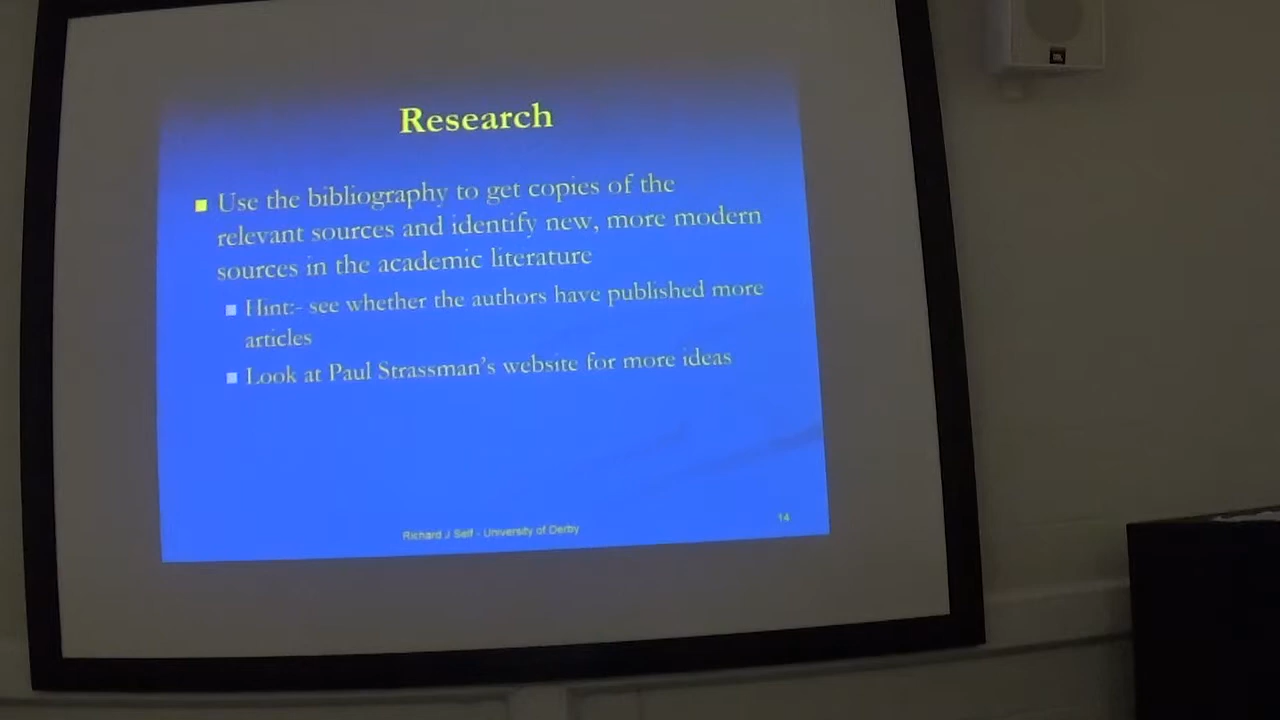 Research
Use the bibliography to get copies of the
relevant sources and identify new, more modern
sources in the academic literature
Hint:- see whether the authors have published more
articles
Look at Paul Strassman's website for more ideas
Richard J Self - University of Derby
14